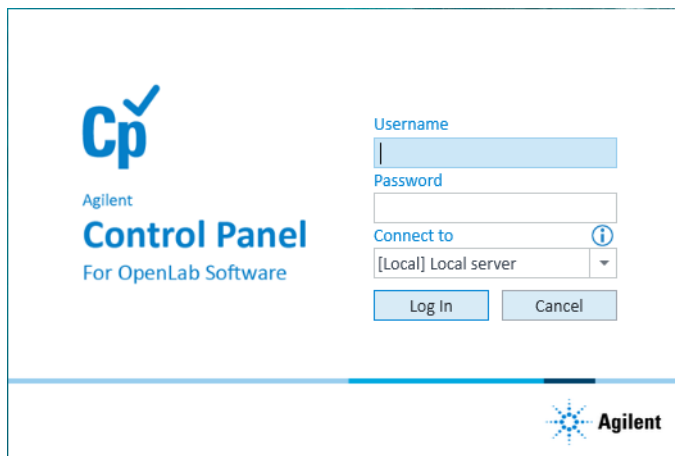 Cp
Agilent
Control Panel
For OpenLab Software
Username
Password
Connect to
[Local] Local server
Log In
Cancel
Agilent